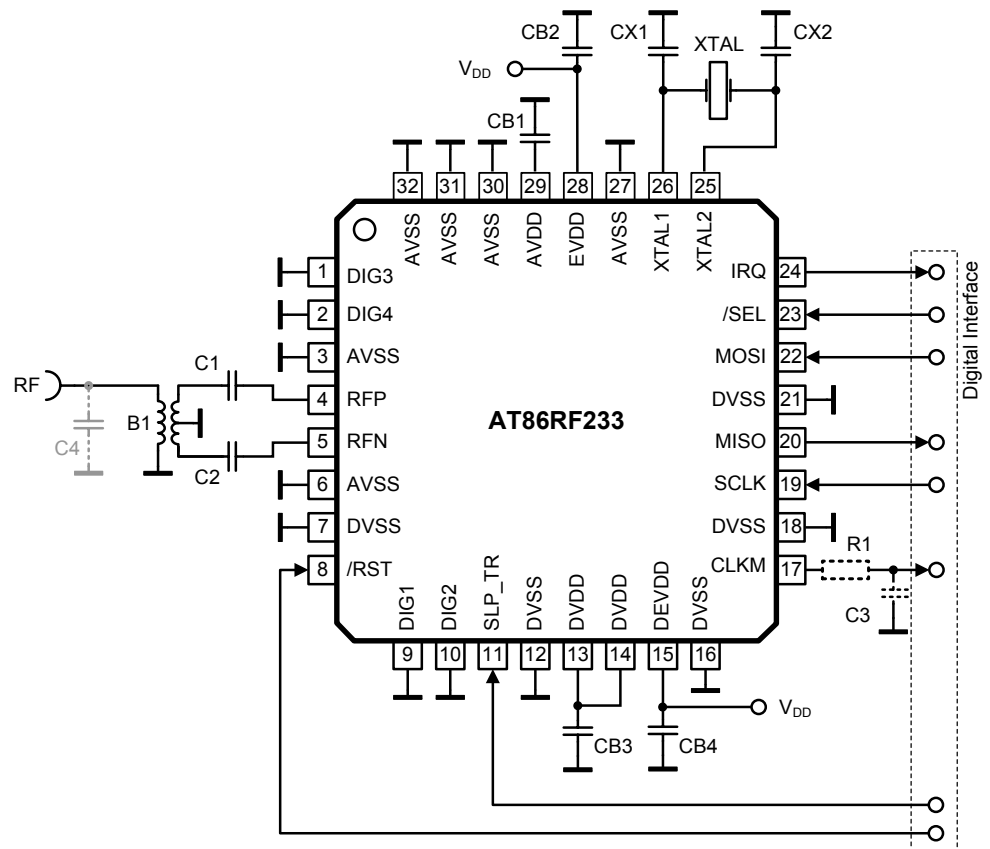 CB2
CX1
XTAL
CX2
VDD
CB1
32
31
30
29
28
27
26
25
AVSS
AVSS
AVSS
AVDD
EVDD
AVSS
XTAL1
XTAL2
1 DIG3
2 DIG4
3 AVSS
4 RFP
5 RFN
6 AVSS
7 DVSS
8 /RST
IRQ 24
/SEL 23
MOSI 22
DVSS 21
MISO 20
SCLK 19
DVSS 18
CLKM 17
Digital Interface
AT86RF233
RF
C4
B1
C1
C2
R1
C3
DIG1
DIG2
SLP_TR
DVSS
DVDD
DVDD
DEVDD
DVSS
9
10
11
12
13
14
15
16
CB3
CB4
VDD